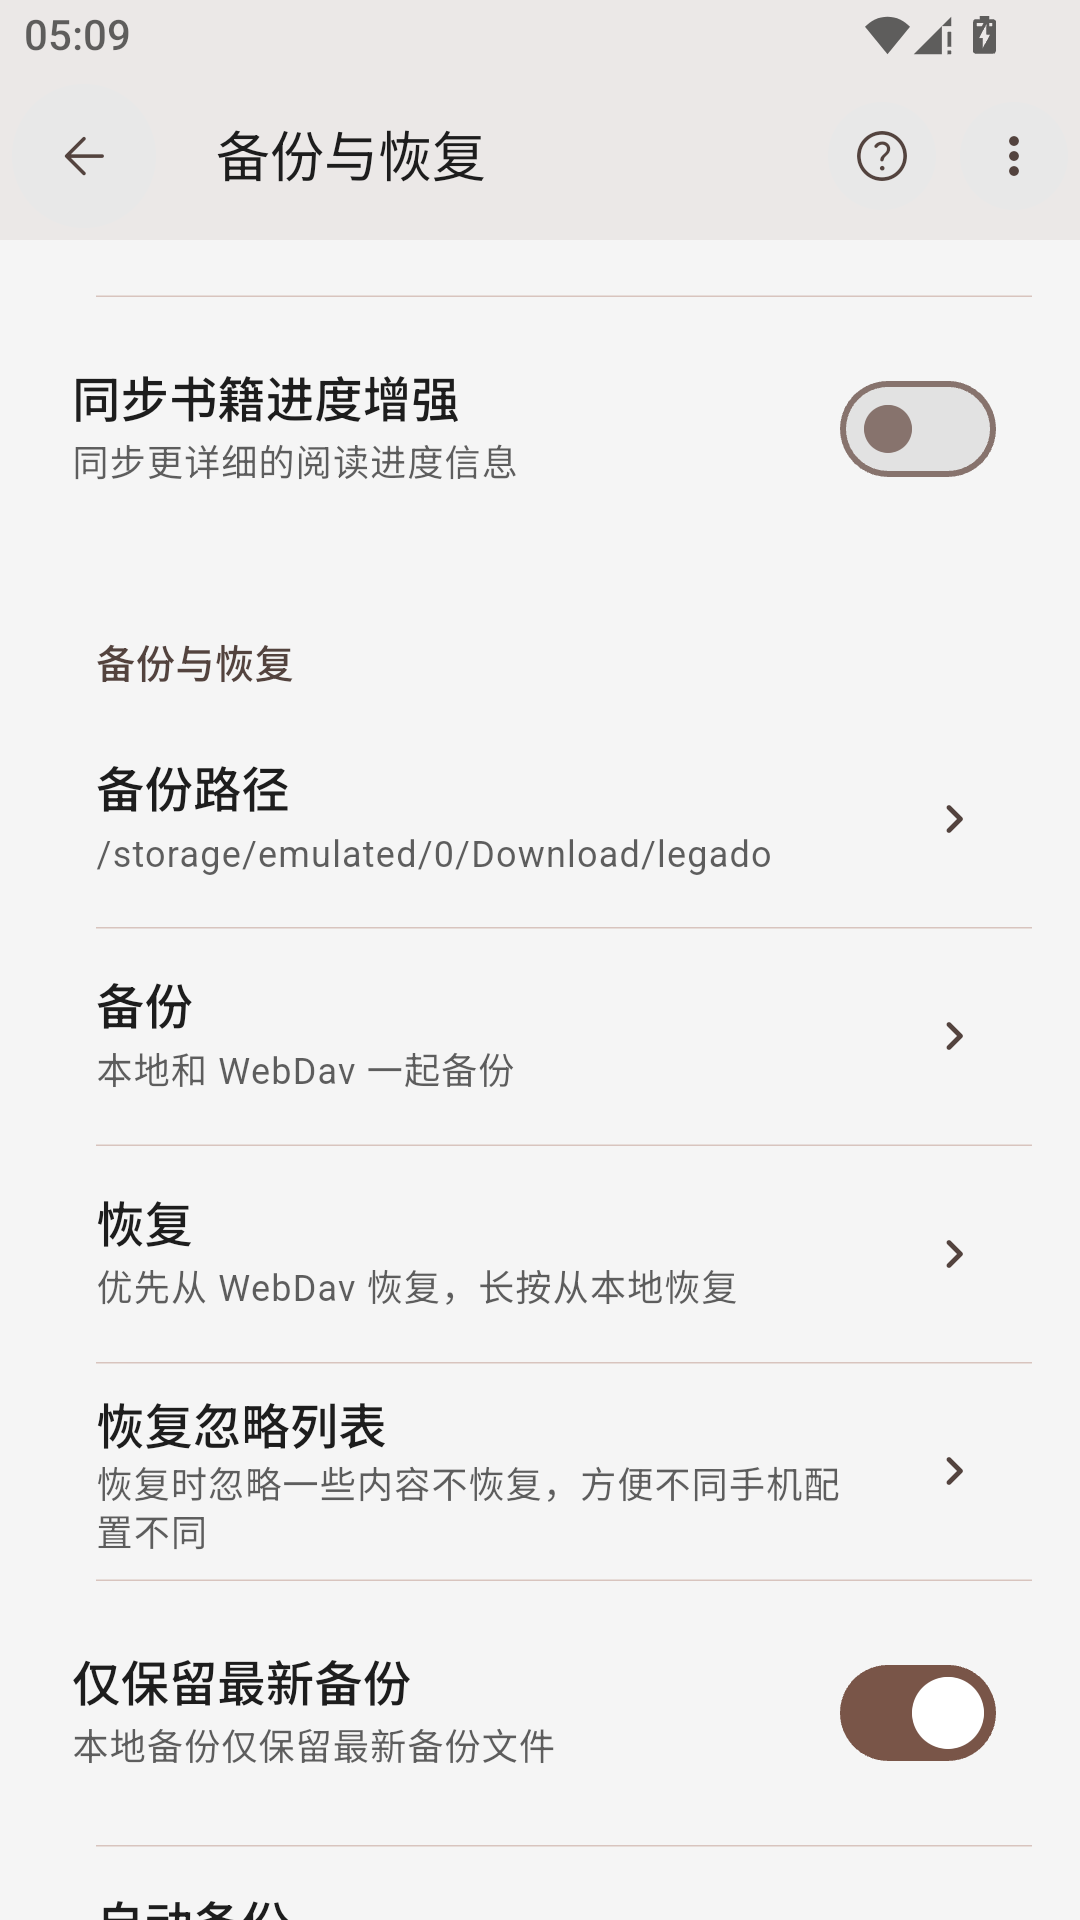 05:09
备份与恢复
同步书籍进度增强
同步更详细的阅读进度信息
备份与恢复
备份路径
/storage/emulated/0/Download/legado
备份
本地和 WebDav 一起备份
恢复
优先从 WebDav 恢复，长按从本地恢复
恢复忽略列表
恢复时忽略一些内容不恢复，方便不同手机配
置不同
仅保留最新备份
本地备份仅保留最新备份文件
自动备份